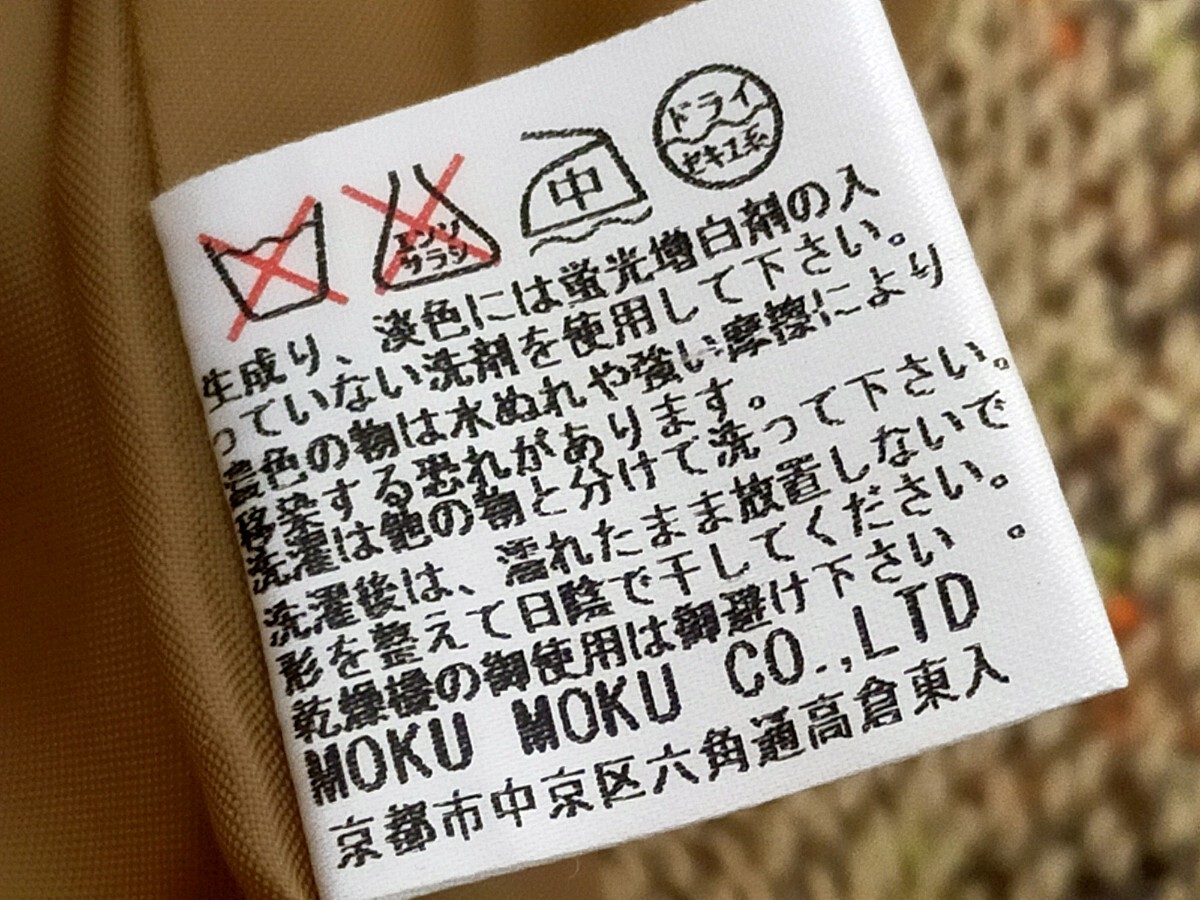 エンソ
サラシ
中
ドライ
セキユ系
生成り、淡色には蛍光増白剤の入
っていない洗剤を使用して下さい。
濃色の物は水ぬれや強い摩擦により
移染する恐れがあります。
洗濯は他の物と分けて洗って下さい。
洗濯後は、濡れたまま放置しないで
形を整えて日陰で干してください。
乾燥機の御使用は御避け下さい 。
MOKU MOKU CO.,LTD
京都市中京区六角通高倉東入